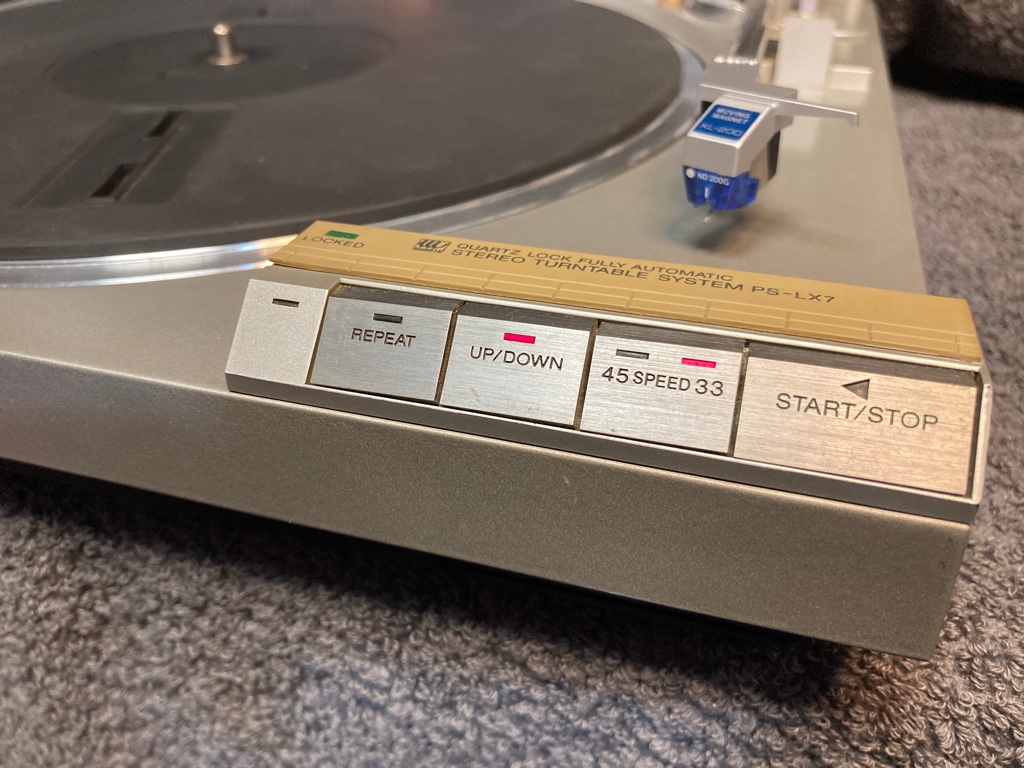 MOVING
MAGNET
XL-200
ND 200G
LOCKED
QUARTZ LOCK FULLY AUTOMATIC
STEREO TURNTABLE SYSTEM PS-LX7
REPEAT
UP/DOWN
45 SPEED 33
START/STOP